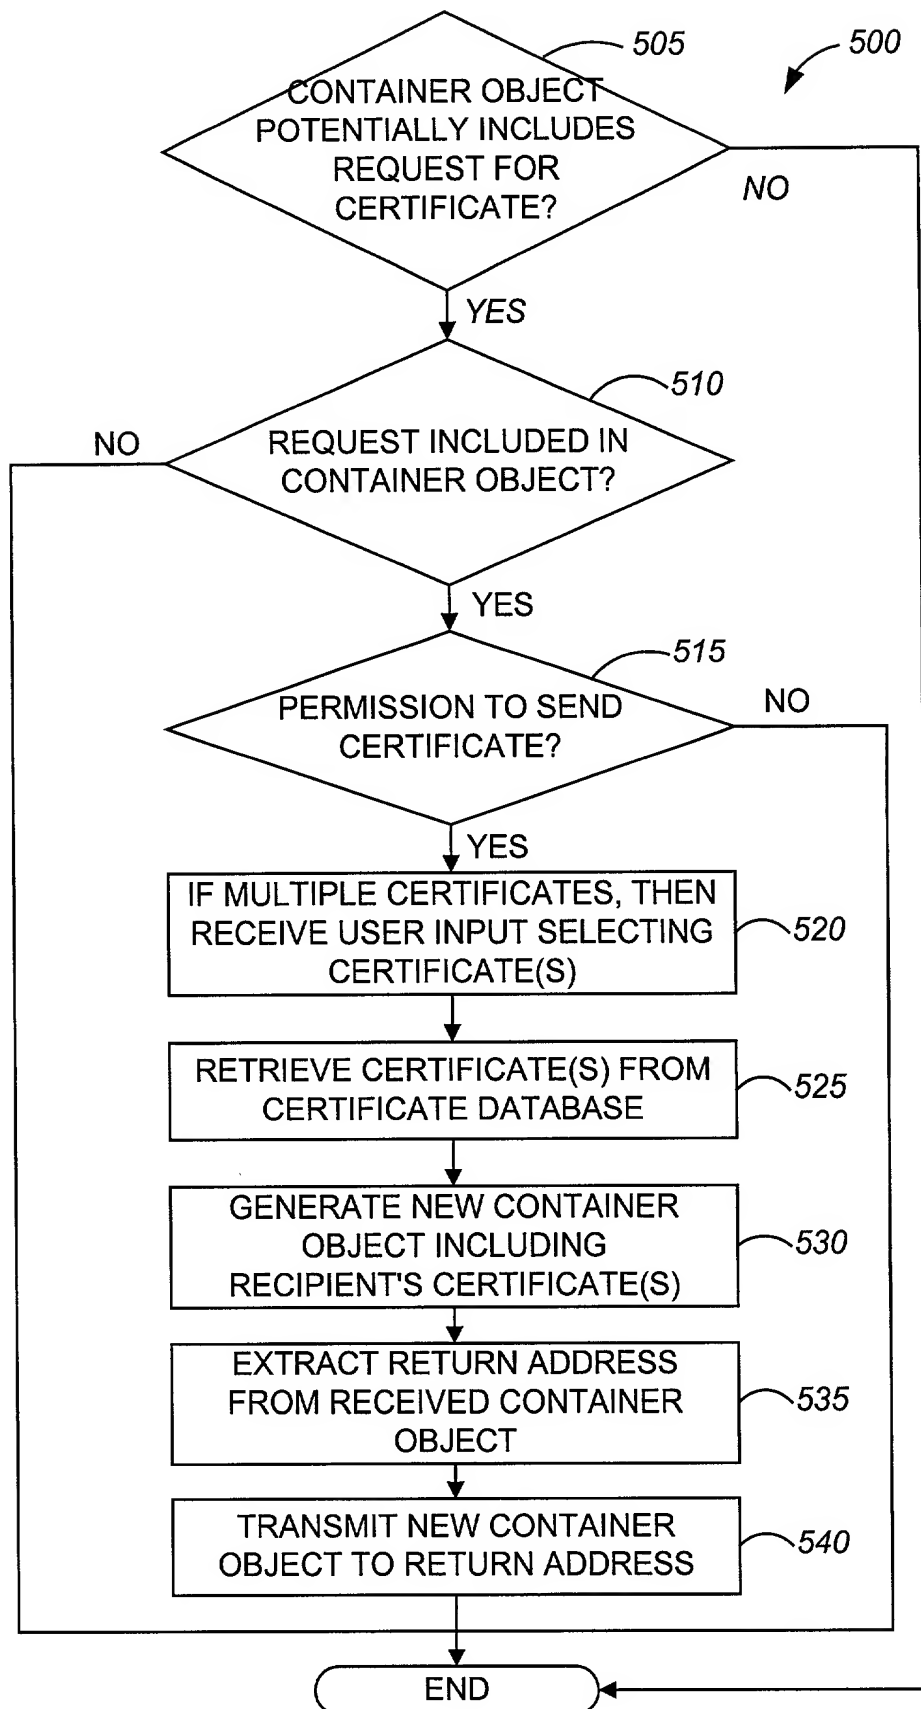 505
500
CONTAINER OBJECT
POTENTIALLY INCLUDES
REQUEST FOR
CERTIFICATE?
NO
YES
510
NO
REQUEST INCLUDED IN
CONTAINER OBJECT?
YES
515
NO
PERMISSION TO SEND
CERTIFICATE?
YES
IF MULTIPLE CERTIFICATES, THEN
RECEIVE USER INPUT SELECTING
CERTIFICATE(S)
520
RETRIEVE CERTIFICATE(S) FROM
CERTIFICATE DATABASE
525
GENERATE NEW CONTAINER
OBJECT INCLUDING
RECIPIENT'S CERTIFICATE(S)
530
EXTRACT RETURN ADDRESS
FROM RECEIVED CONTAINER
OBJECT
535
TRANSMIT NEW CONTAINER
OBJECT TO RETURN ADDRESS
540
END